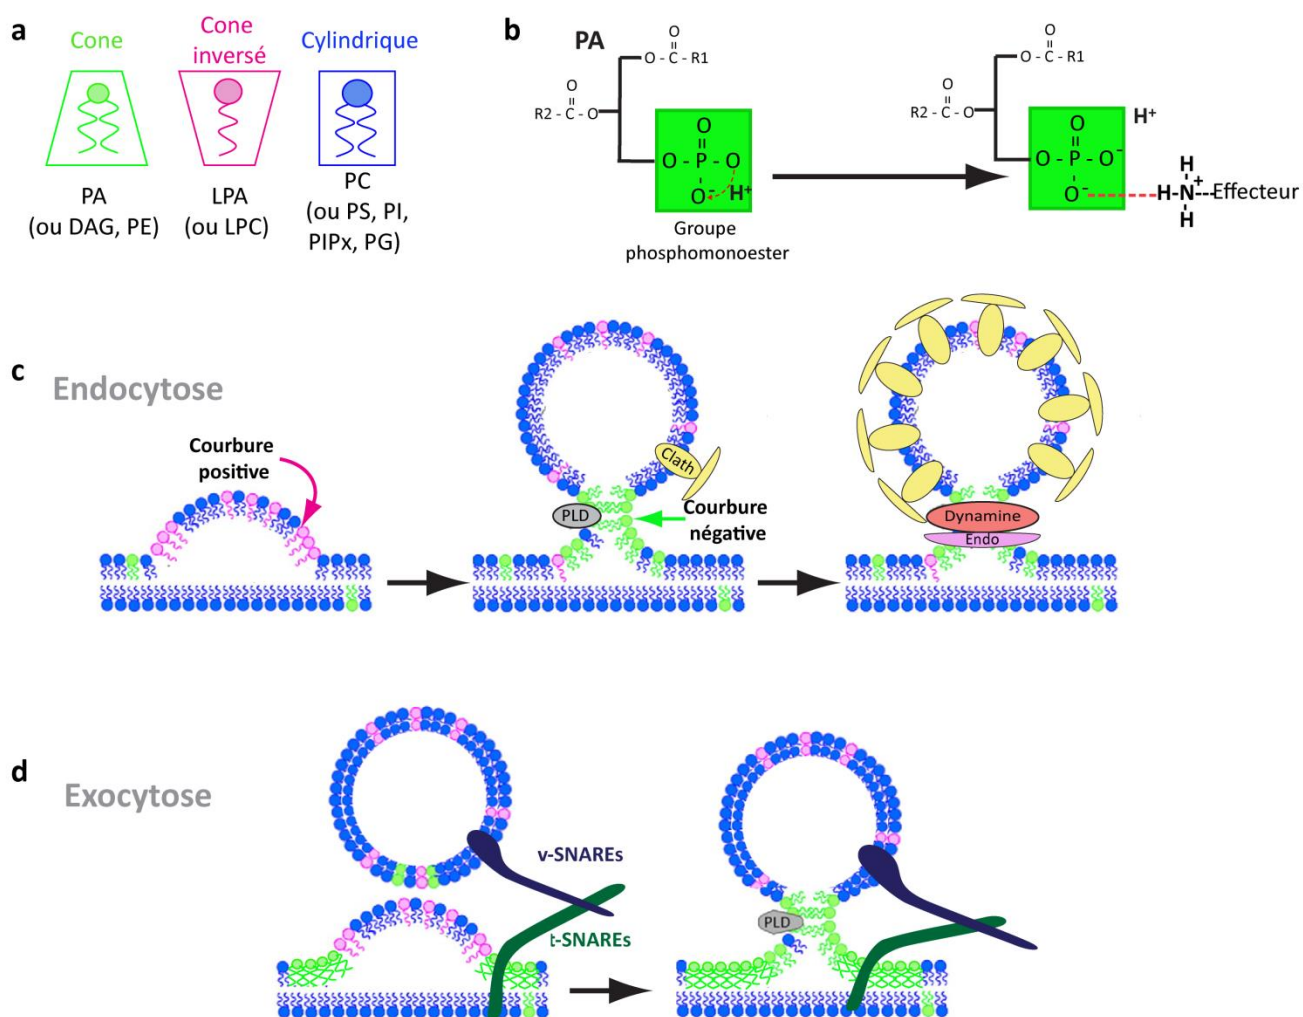 a
Cone
Cone
inversé
Cylindrique
PA
(ou DAG, PE)
LPA
(ou LPC)
PC
(ou PS, PI,
PIPx, PG)
b
PA
O
O-C-R1
O
R2-C-O
O
O-P-O
O⁻ H⁺
Groupe
phosphomonoester
O
O-C-R1
O
R2-C-O
H⁺
O
O-P-O⁻
O⁻
H
H-N⁺---Effecteur
H
c
Endocytose
Courbure
positive
Clath
PLD
Courbure
négative
Dynamine
Endo
d
Exocytose
v-SNAREs
t-SNAREs
PLD